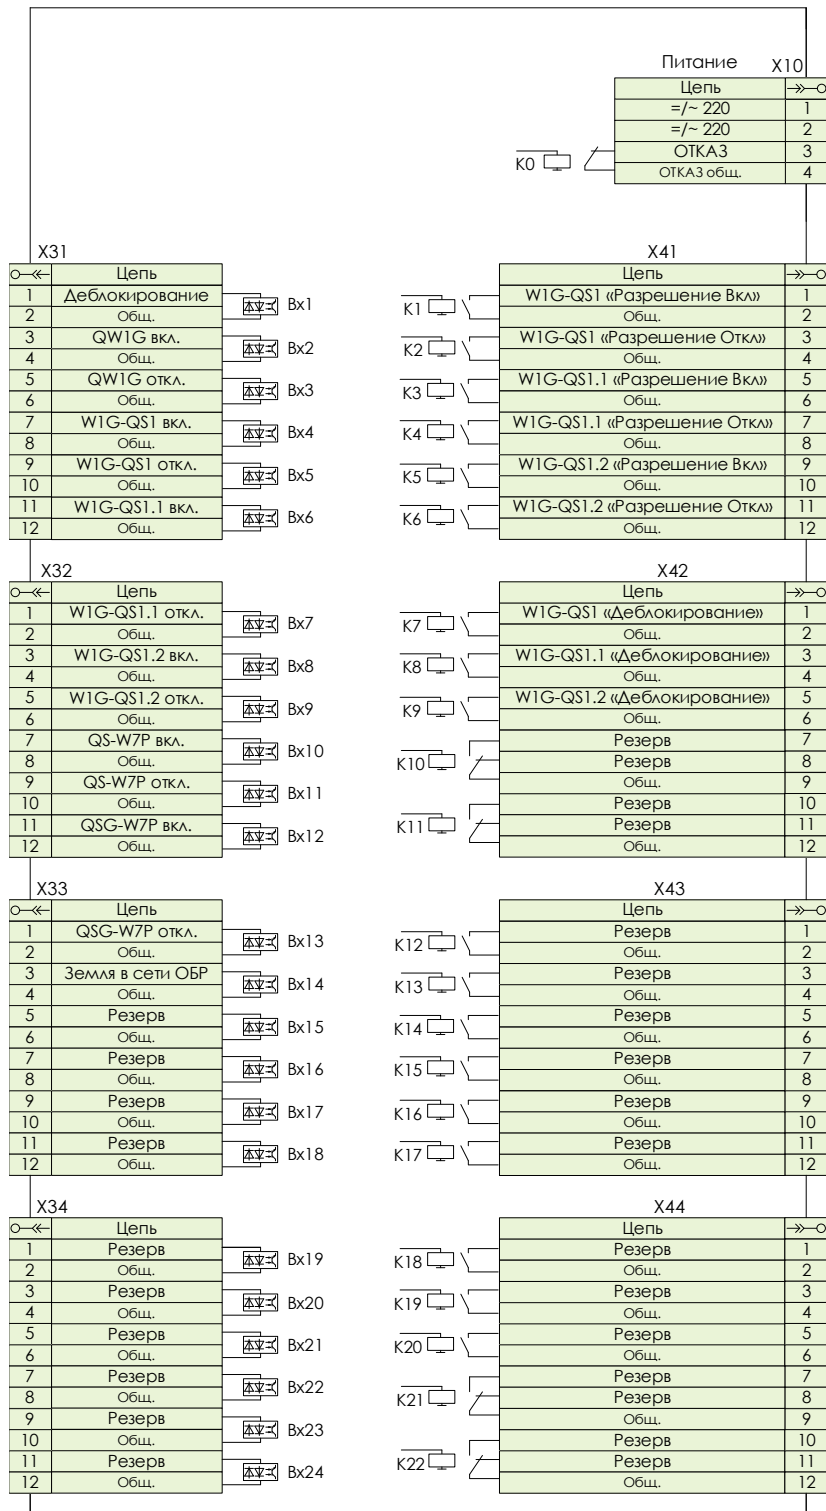 Питание X10
Цепь
=/~ 220 1
=/~ 220 2
K0 ОТКАЗ 3
ОТКАЗ общ. 4
X31
Цепь
1 Деблокирование Вх1
2 Общ.
3 QW1G вкл. Вх2
4 Общ.
5 QW1G откл. Вх3
6 Общ.
7 W1G-QS1 вкл. Вх4
8 Общ.
9 W1G-QS1 откл. Вх5
10 Общ.
11 W1G-QS1.1 вкл. Вх6
12 Общ.
X41
Цепь
K1 W1G-QS1 «Разрешение Вкл» 1
Общ. 2
K2 W1G-QS1 «Разрешение Откл» 3
Общ. 4
K3 W1G-QS1.1 «Разрешение Вкл» 5
Общ. 6
K4 W1G-QS1.1 «Разрешение Откл» 7
Общ. 8
K5 W1G-QS1.2 «Разрешение Вкл» 9
Общ. 10
K6 W1G-QS1.2 «Разрешение Откл» 11
Общ. 12
X32
Цепь
1 W1G-QS1.1 откл. Вх7
2 Общ.
3 W1G-QS1.2 вкл. Вх8
4 Общ.
5 W1G-QS1.2 откл. Вх9
6 Общ.
7 QS-W7P вкл. Вх10
8 Общ.
9 QS-W7P откл. Вх11
10 Общ.
11 QSG-W7P вкл. Вх12
12 Общ.
X42
Цепь
K7 W1G-QS1 «Деблокирование» 1
Общ. 2
K8 W1G-QS1.1 «Деблокирование» 3
Общ. 4
K9 W1G-QS1.2 «Деблокирование» 5
Общ. 6
Резерв 7
K10 Резерв 8
Общ. 9
Резерв 10
K11 Резерв 11
Общ. 12
X33
Цепь
1 QSG-W7P откл. Вх13
2 Общ.
3 Земля в сети ОБР Вх14
4 Общ.
5 Резерв Вх15
6 Общ.
7 Резерв Вх16
8 Общ.
9 Резерв Вх17
10 Общ.
11 Резерв Вх18
12 Общ.
X43
Цепь
K12 Резерв 1
Общ. 2
K13 Резерв 3
Общ. 4
K14 Резерв 5
Общ. 6
K15 Резерв 7
Общ. 8
K16 Резерв 9
Общ. 10
K17 Резерв 11
Общ. 12
X34
Цепь
1 Резерв Вх19
2 Общ.
3 Резерв Вх20
4 Общ.
5 Резерв Вх21
6 Общ.
7 Резерв Вх22
8 Общ.
9 Резерв Вх23
10 Общ.
11 Резерв Вх24
12 Общ.
X44
Цепь
K18 Резерв 1
Общ. 2
K19 Резерв 3
Общ. 4
K20 Резерв 5
Общ. 6
Резерв 7
K21 Резерв 8
Общ. 9
Резерв 10
K22 Резерв 11
Общ. 12